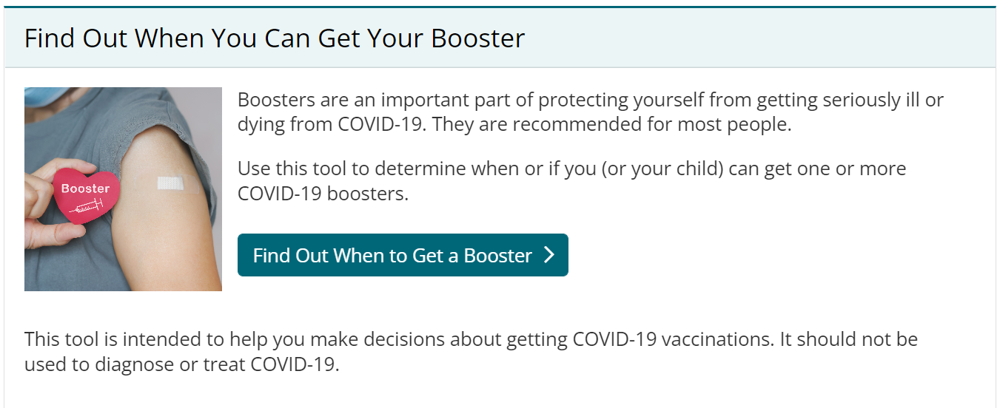 Find Out When You Can Get Your Booster
Booster
Boosters are an important part of protecting yourself from getting seriously ill or
dying from COVID-19. They are recommended for most people.
Use this tool to determine when or if you (or your child) can get one or more
COVID-19 boosters.
Find Out When to Get a Booster
This tool is intended to help you make decisions about getting COVID-19 vaccinations. It should not be
used to diagnose or treat COVID-19.